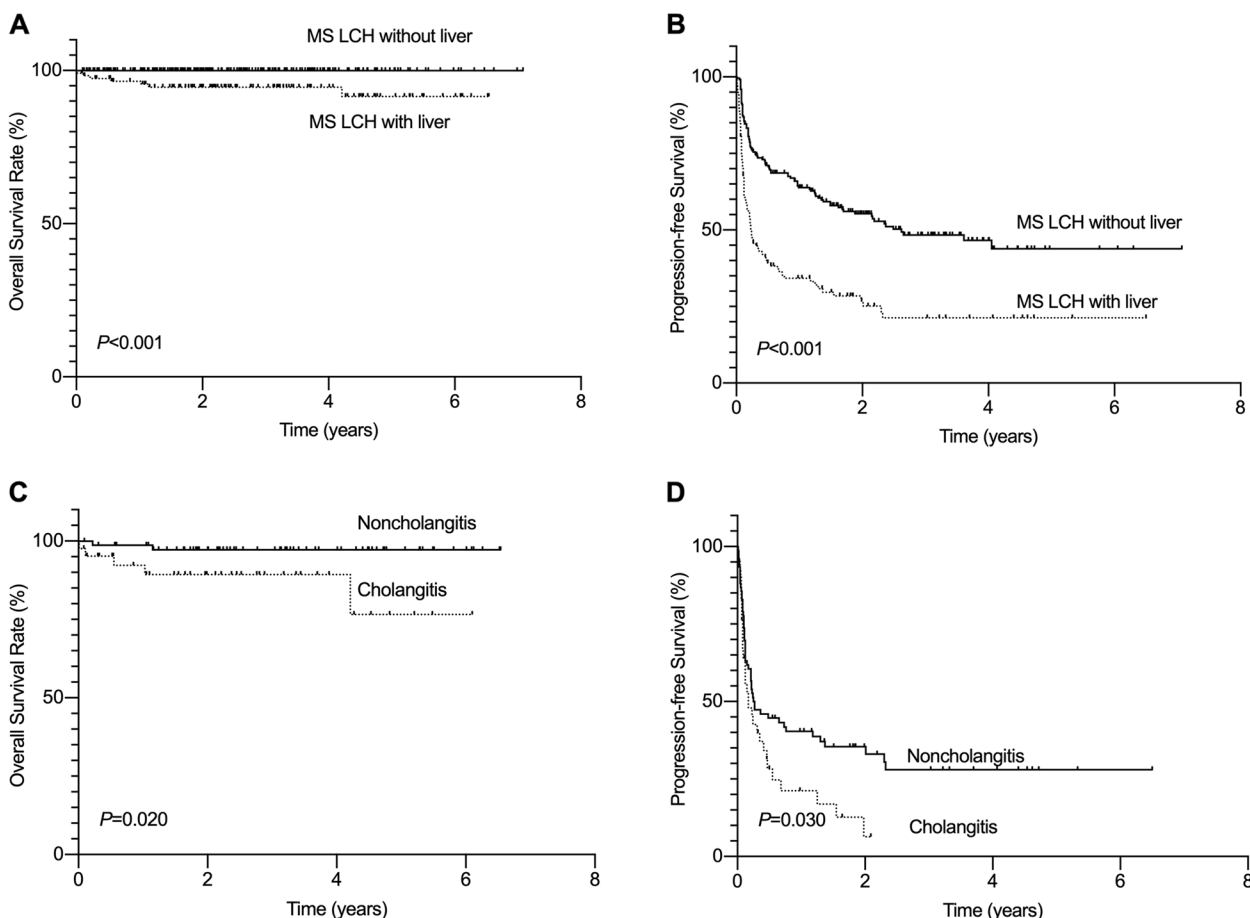 A
MS LCH without liver
100
MS LCH with liver
50
P<0.001
0
0 2 4 6 8
Overall Survival Rate (%)
Time (years)
B
100
MS LCH without liver
50
MS LCH with liver
P<0.001
0
0 2 4 6 8
Progression-free Survival (%)
Time (years)
C
Noncholangitis
100
Cholangitis
50
P=0.020
0
0 2 4 6 8
Overall Survival Rate (%)
Time (years)
D
100
50
Noncholangitis
P=0.030
Cholangitis
0
0 2 4 6 8
Progression-free Survival (%)
Time (years)